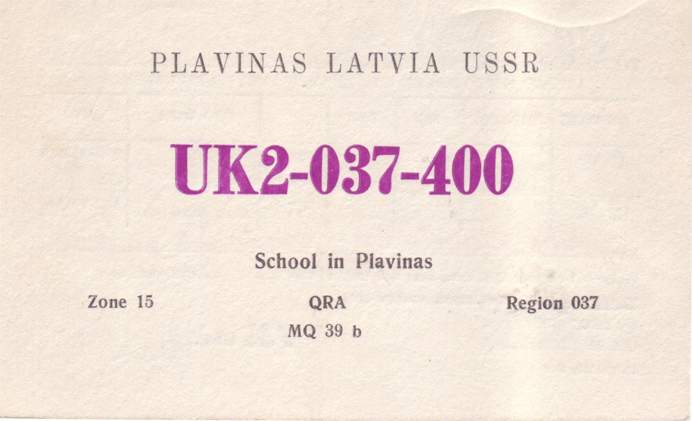 PLAVINAS LATVIA USSR
UK2-037-400
School in Plavinas
Zone 15 QRA Region 037
MQ 39 b